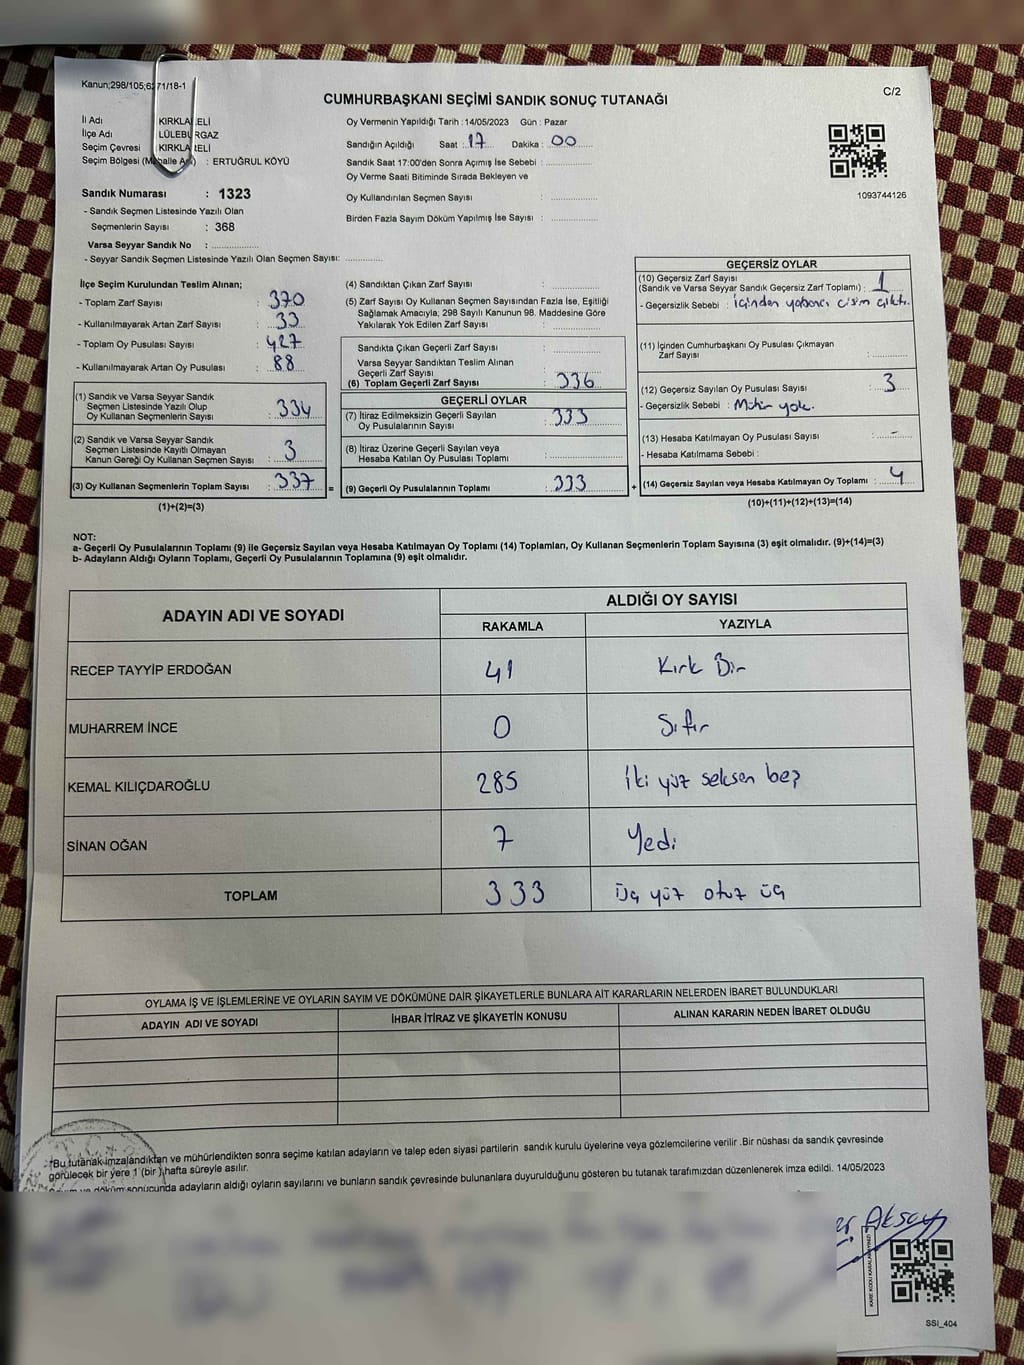 Kanun;298/105;6271/18-1
C/2
CUMHURBAŞKANI SEÇİMİ SANDIK SONUÇ TUTANAĞI
İl Adı KIRKLARELİ
İlçe Adı LÜLEBURGAZ
Seçim Çevresi KIRKLARELİ
Seçim Bölgesi (Mahalle Adı) : ERTUĞRUL KÖYÜ
Sandık Numarası : 1323
- Sandık Seçmen Listesinde Yazılı Olan
Seçmenlerin Sayısı : 368
Varsa Seyyar Sandık No : ................
- Seyyar Sandık Seçmen Listesinde Yazılı Olan Seçmen Sayısı: .............
Oy Vermenin Yapıldığı Tarih : 14/05/2023 Gün : Pazar
Sandığın Açıldığı Saat : 17 Dakika : 00
Sandık Saat 17:00'den Sonra Açımış İse Sebebi : ................
Oy Verme Saati Bitiminde Sırada Bekleyen ve
Oy Kullandırılan Seçmen Sayısı : ................
Birden Fazla Sayım Döküm Yapılmış İse Sayısı : ................
1093744126
İlçe Seçim Kurulundan Teslim Alınan;
- Toplam Zarf Sayısı : 370
- Kullanılmayarak Artan Zarf Sayısı : 33
- Toplam Oy Pusulası Sayısı : 427
- Kullanılmayarak Artan Oy Pusulası : 88
(1) Sandık ve Varsa Seyyar Sandık
Seçmen Listesinde Yazılı Olup
Oy Kullanan Seçmenlerin Sayısı : 334
(2) Sandık ve Varsa Seyyar Sandık
Seçmen Listesinde Kayıtlı Olmayan
Kanun Gereği Oy Kullanan Seçmen Sayısı : 3
(3) Oy Kullanan Seçmenlerin Toplam Sayısı : 337 =
(1)+(2)=(3)
(4) Sandıktan Çıkan Zarf Sayısı : ................
(5) Zarf Sayısı Oy Kullanan Seçmen Sayısından Fazla İse, Eşitliği
Sağlamak Amacıyla; 298 Sayılı Kanunun 98. Maddesine Göre
Yakılarak Yok Edilen Zarf Sayısı : ................
Sandıkta Çıkan Geçerli Zarf Sayısı : ................
Varsa Seyyar Sandıktan Teslim Alınan
Geçerli Zarf Sayısı : ................
(6) Toplam Geçerli Zarf Sayısı : 336
GEÇERLİ OYLAR
(7) İtiraz Edilmeksizin Geçerli Sayılan
Oy Pusulalarının Sayısı : 333
(8) İtiraz Üzerine Geçerli Sayılan veya
Hesaba Katılan Oy Pusulası Toplamı : ................
(9) Geçerli Oy Pusulalarının Toplamı : 333 +
GEÇERSİZ OYLAR
(10) Geçersiz Zarf Sayısı
(Sandık ve Varsa Seyyar Sandık Geçersiz Zarf Toplamı) : 1
- Geçersizlik Sebebi : İçinden yabancı cisim çıktı.
(11) İçinden Cumhurbaşkanı Oy Pusulası Çıkmayan
Zarf Sayısı : ..........
(12) Geçersiz Sayılan Oy Pusulası Sayısı : 3
- Geçersizlik Sebebi : Mühür yok.
(13) Hesaba Katılmayan Oy Pusulası Sayısı : -
- Hesaba Katılmama Sebebi :
(14) Geçersiz Sayılan veya Hesaba Katılmayan Oy Toplamı : 4
(10)+(11)+(12)+(13)=(14)
NOT:
a- Geçerli Oy Pusulalarının Toplamı (9) ile Geçersiz Sayılan veya Hesaba Katılmayan Oy Toplamı (14) Toplamları, Oy Kullanan Seçmenlerin Toplam Sayısına (3) eşit olmalıdır. (9)+(14)=(3)
b- Adayların Aldığı Oyların Toplamı, Geçerli Oy Pusulalarının Toplamına (9) eşit olmalıdır.
ADAYIN ADI VE SOYADI
ALDIĞI OY SAYISI
RAKAMLA YAZIYLA
RECEP TAYYİP ERDOĞAN 41 Kırk Bir
MUHARREM İNCE 0 Sıfır
KEMAL KILIÇDAROĞLU 285 İki yüz seksen beş
SİNAN OĞAN 7 Yedi
TOPLAM 333 üç yüz otuz üç
OYLAMA İŞ VE İŞLEMLERİNE VE OYLARIN SAYIM VE DÖKÜMÜNE DAİR ŞİKAYETLERLE BUNLARA AİT KARARLARIN NELERDEN İBARET BULUNDUKLARI
ADAYIN ADI VE SOYADI İHBAR İTİRAZ VE ŞİKAYETİN KONUSU ALINAN KARARIN NEDEN İBARET OLDUĞU
*Bu tutanak imzalandıktan ve mühürlendikten sonra seçime katılan adayların ve talep eden siyasi partilerin sandık kurulu üyelerine veya gözlemcilerine verilir .Bir nüshası da sandık çevresinde
görülecek bir yere 1 (bir) hafta süreyle asılır.
döküm sonucunda adayların aldığı oyların sayılarını ve bunların sandık çevresinde bulunanlara duyurulduğunu gösteren bu tutanak tarafımızdan düzenlenerek imza edildi. 14/05/2023
Aksoy
SSI_404